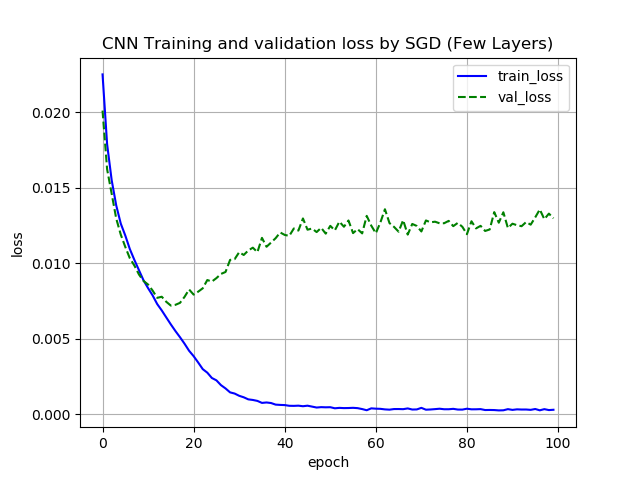 CNN Training and validation loss by SGD (Few Layers)
train_loss
val_loss
0.020
0.015
0.010
0.005
0.000
loss
0
20
40
60
80
100
epoch